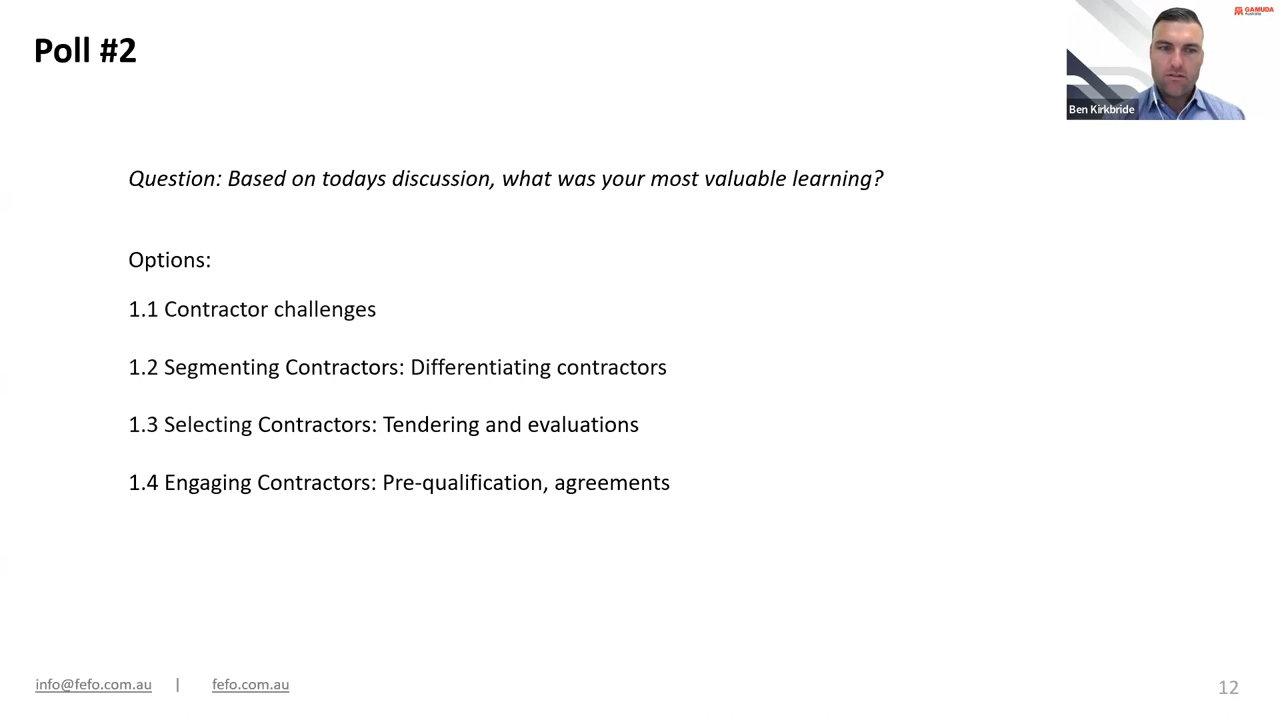 Poll #2
GAMUDA
Australia
Ben Kirkbride
Question: Based on todays discussion, what was your most valuable learning?
Options:
1.1 Contractor challenges
1.2 Segmenting Contractors: Differentiating contractors
1.3 Selecting Contractors: Tendering and evaluations
1.4 Engaging Contractors: Pre-qualification, agreements
info@fefo.com.au | fefo.com.au
12